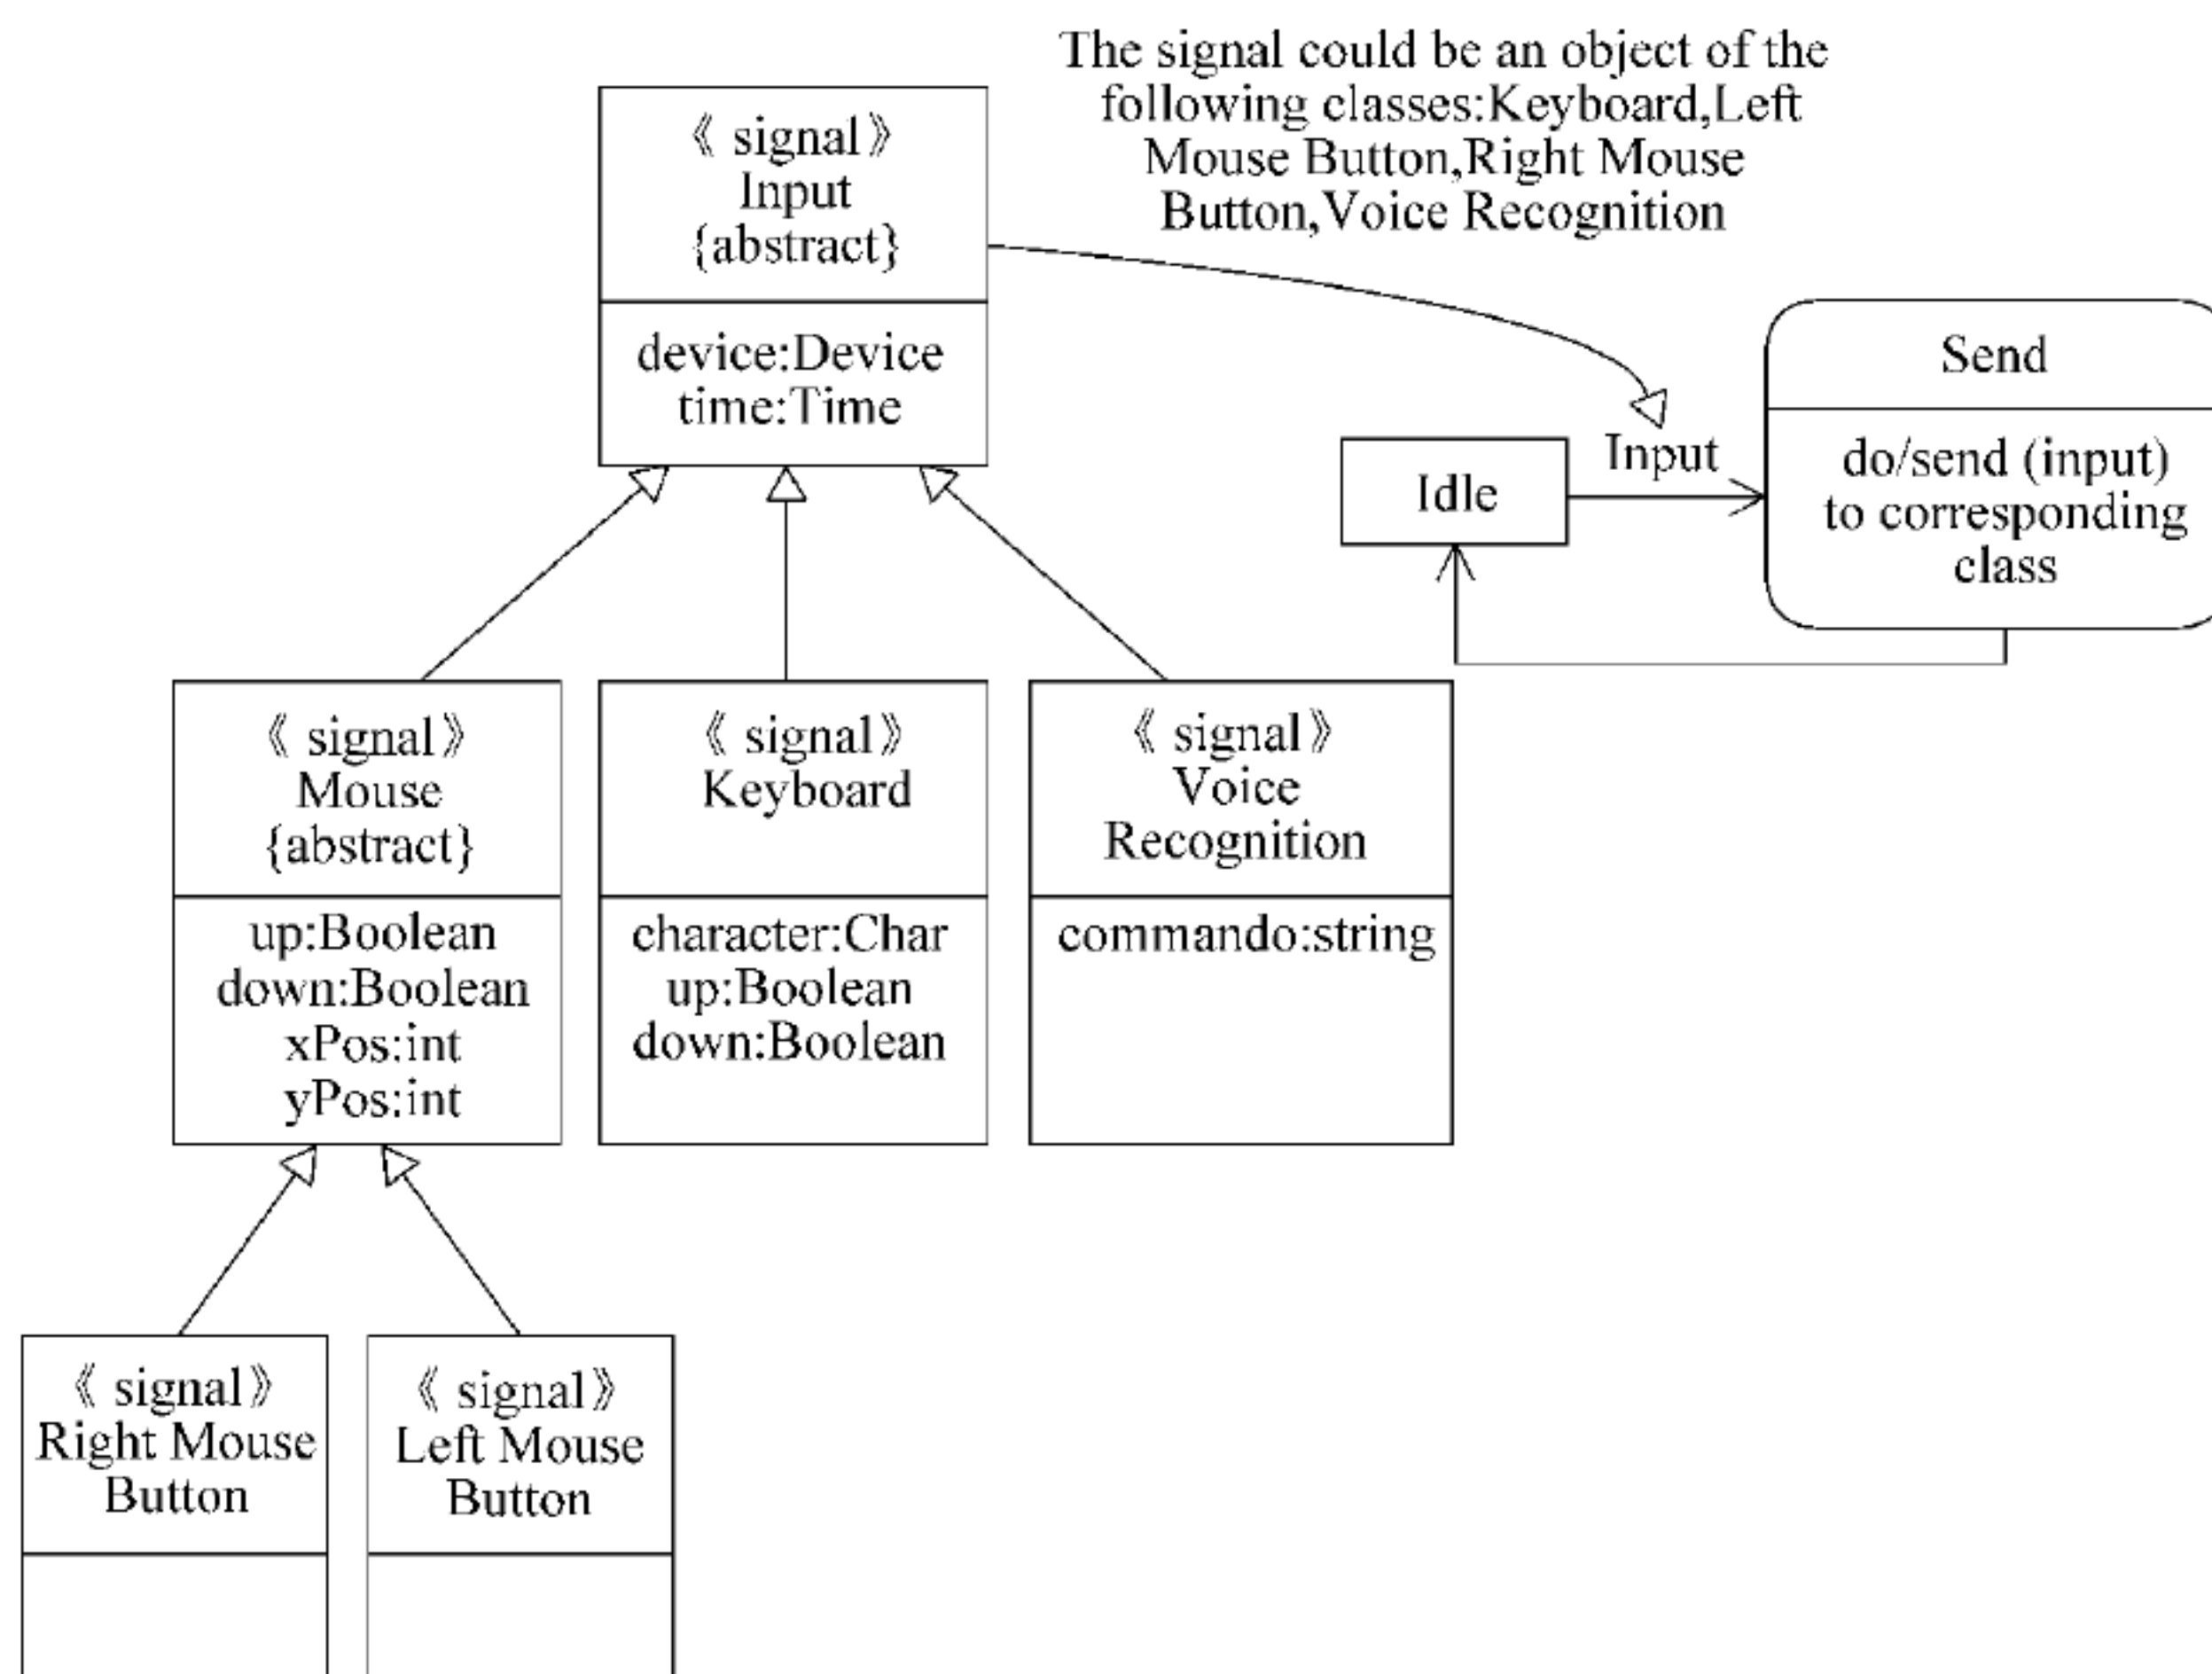 The signal could be an object of the
following classes:Keyboard,Left
Mouse Button,Right Mouse
Button,Voice Recognition
《 signal》
Input
{abstract}
device:Device
time:Time
Idle
Input
Send
do/send (input)
to corresponding
class
《 signal》
Mouse
{abstract}
up:Boolean
down:Boolean
xPos:int
yPos:int
《 signal》
Keyboard
character:Char
up:Boolean
down:Boolean
《 signal》
Voice
Recognition
commando:string
《 signal》
Right Mouse
Button
《 signal》
Left Mouse
Button